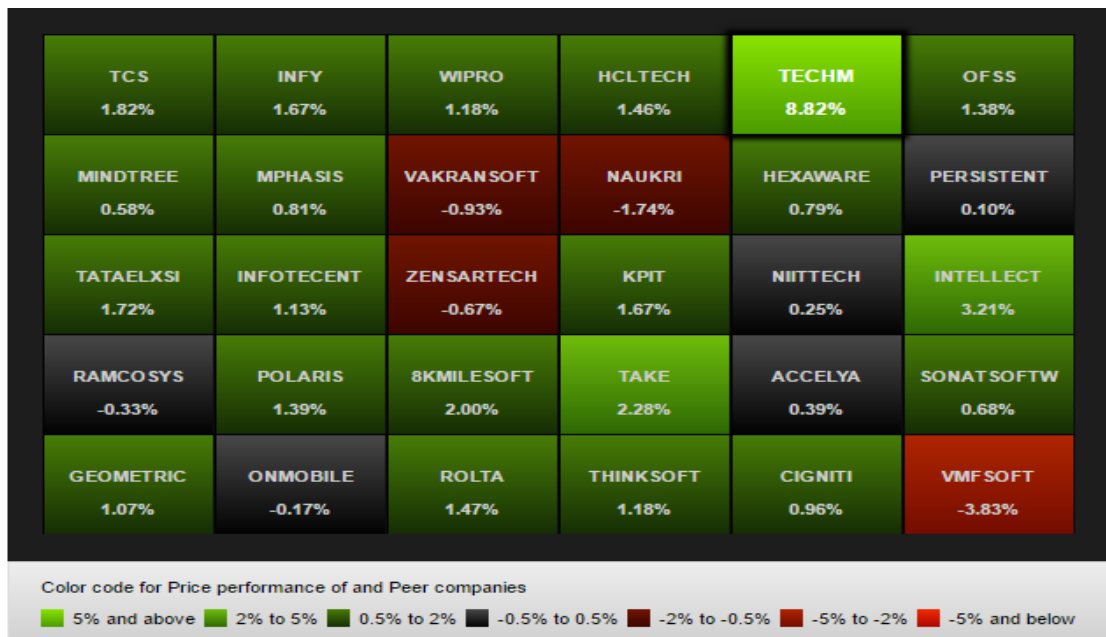 TCS INFY WIPRO HCLTECH TECHM OFSS
1.82% 1.67% 1.18% 1.46% 8.82% 1.38%
MINDTREE MPHASIS VAKRANSOFT NAUKRI HEXAWARE PERSISTENT
0.58% 0.81% -0.93% -1.74% 0.79% 0.10%
TATAELXSI INFOTECENT ZENSARTECH KPIT NIITTECH INTELLECT
1.72% 1.13% -0.67% 1.67% 0.25% 3.21%
RAMCOSYS POLARIS 8KMILESOFT TAKE ACCELYA SONATSOFTW
-0.33% 1.39% 2.00% 2.28% 0.39% 0.68%
GEOMETRIC ONMOBILE ROLTA THINKSOFT CIGNITI VMFSOFT
1.07% -0.17% 1.47% 1.18% 0.96% -3.83%
Color code for Price performance of and Peer companies
5% and above 2% to 5% 0.5% to 2% -0.5% to 0.5% -2% to -0.5% -5% to -2% -5% and below